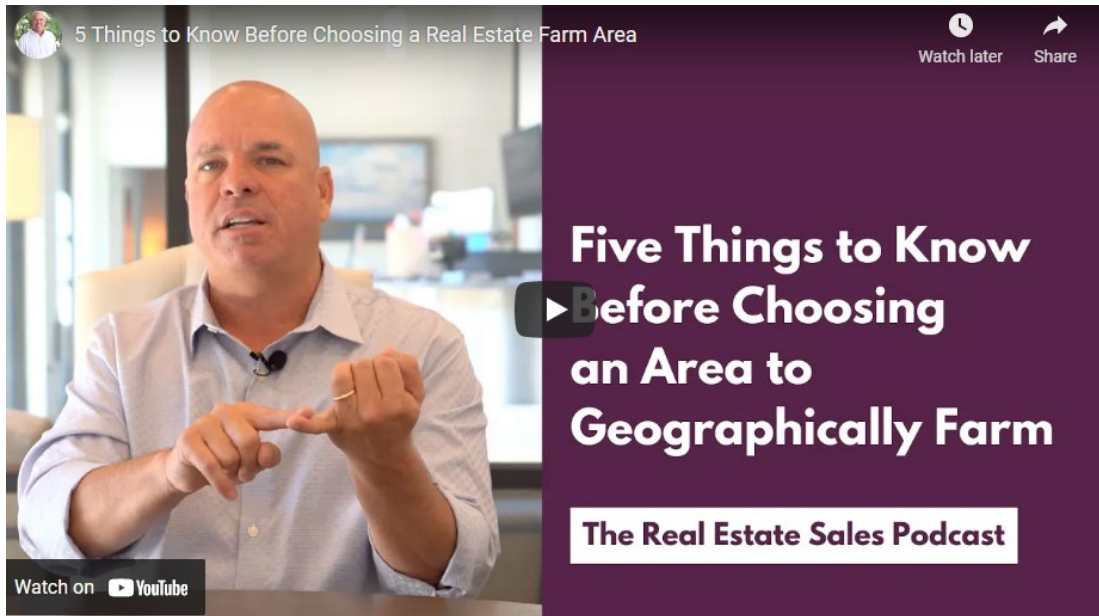 5 Things to Know Before Choosing a Real Estate Farm Area
Watch later
Share
Five Things to Know
Before Choosing
an Area to
Geographically Farm
The Real Estate Sales Podcast
Watch on YouTube